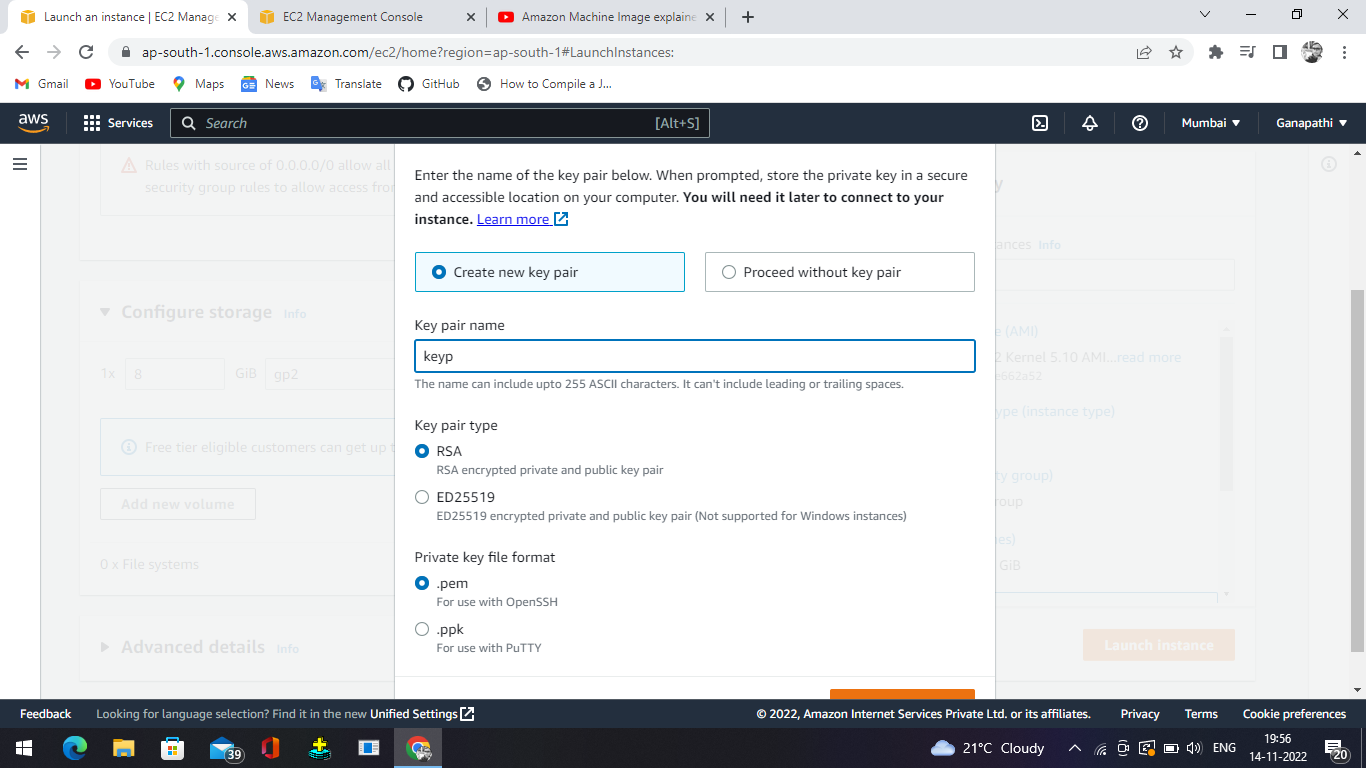 Launch an instance | EC2 Manage
EC2 Management Console
Amazon Machine Image explaine
ap-south-1.console.aws.amazon.com/ec2/home?region=ap-south-1#LaunchInstances:
Gmail
YouTube
Maps
News
Translate
GitHub
How to Compile a J...
aws
Services
Search
[Alt+S]
Mumbai
Ganapathi
Rules with source of 0.0.0.0/0 allow all
security group rules to allow access from
Configure storage Info
1x
8
GiB
gp2
Free tier eligible customers can get up t
Add new volume
0 x File systems
Advanced details Info
Enter the name of the key pair below. When prompted, store the private key in a secure
and accessible location on your computer. You will need it later to connect to your
instance. Learn more
Create new key pair
Proceed without key pair
Key pair name
keyp
The name can include upto 255 ASCII characters. It can't include leading or trailing spaces.
Key pair type
RSA
RSA encrypted private and public key pair
ED25519
ED25519 encrypted private and public key pair (Not supported for Windows instances)
Private key file format
.pem
For use with OpenSSH
.ppk
For use with PuTTY
y
ances Info
e (AMI)
2 Kernel 5.10 AMI...read more
e662a52
ype (instance type)
ty group)
roup
es)
GiB
Launch instance
Feedback
Looking for language selection? Find it in the new Unified Settings
© 2022, Amazon Internet Services Private Ltd. or its affiliates.
Privacy
Terms
Cookie preferences
39
21°C Cloudy
ENG
19:56
14-11-2022
20